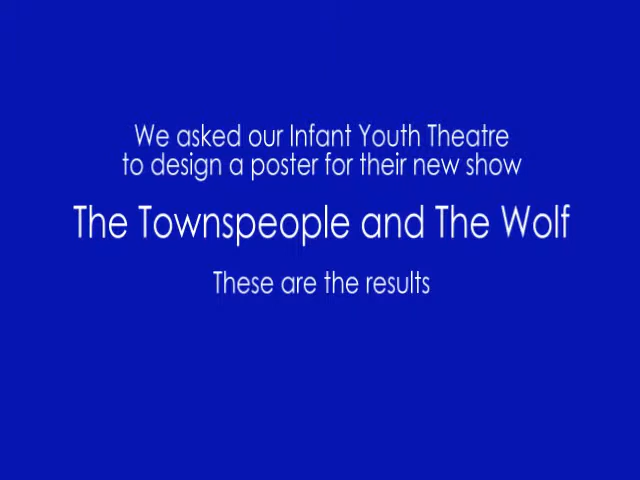 We asked our Infant Youth Theatre
to design a poster for their new show
The Townspeople and The Wolf
These are the results